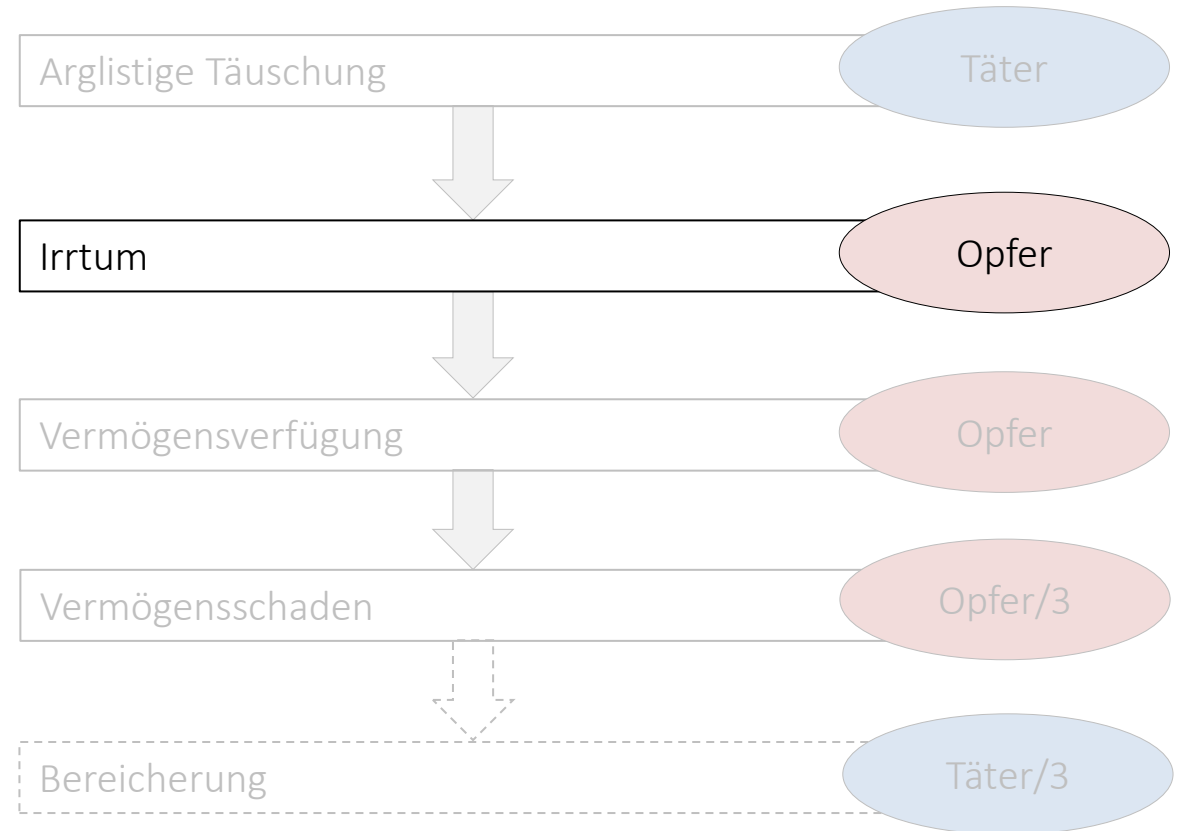 Arglistige Täuschung
Täter
Irrtum
Opfer
Vermögensverfügung
Opfer
Vermögensschaden
Opfer/3
Bereicherung
Täter/3